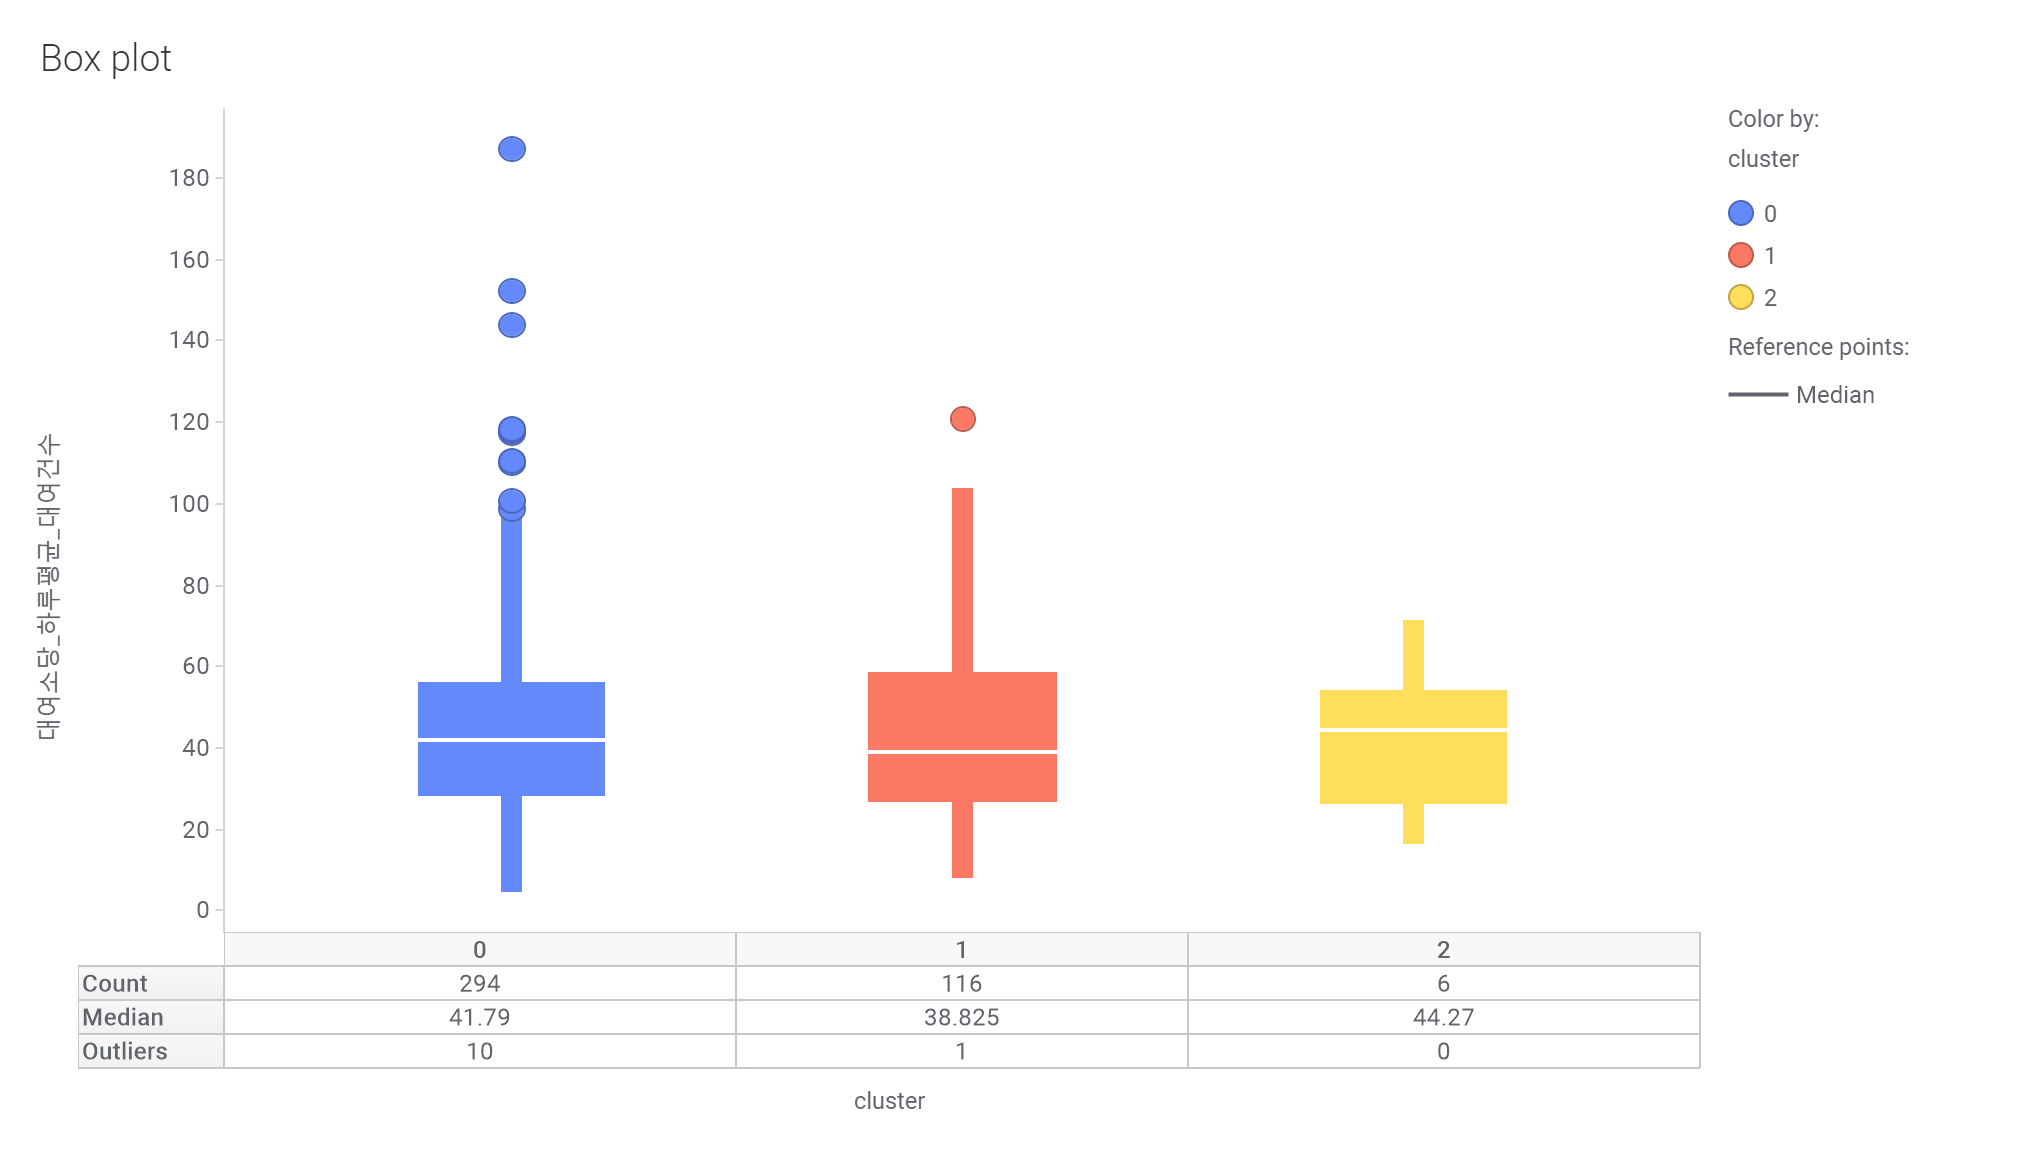 Box plot
대여소당_하루평균_대여건수
180
160
140
120
100
80
60
40
20
0
Color by:
cluster
0
1
2
Reference points:
Median
0 1 2
Count 294 116 6
Median 41.79 38.825 44.27
Outliers 10 1 0
cluster